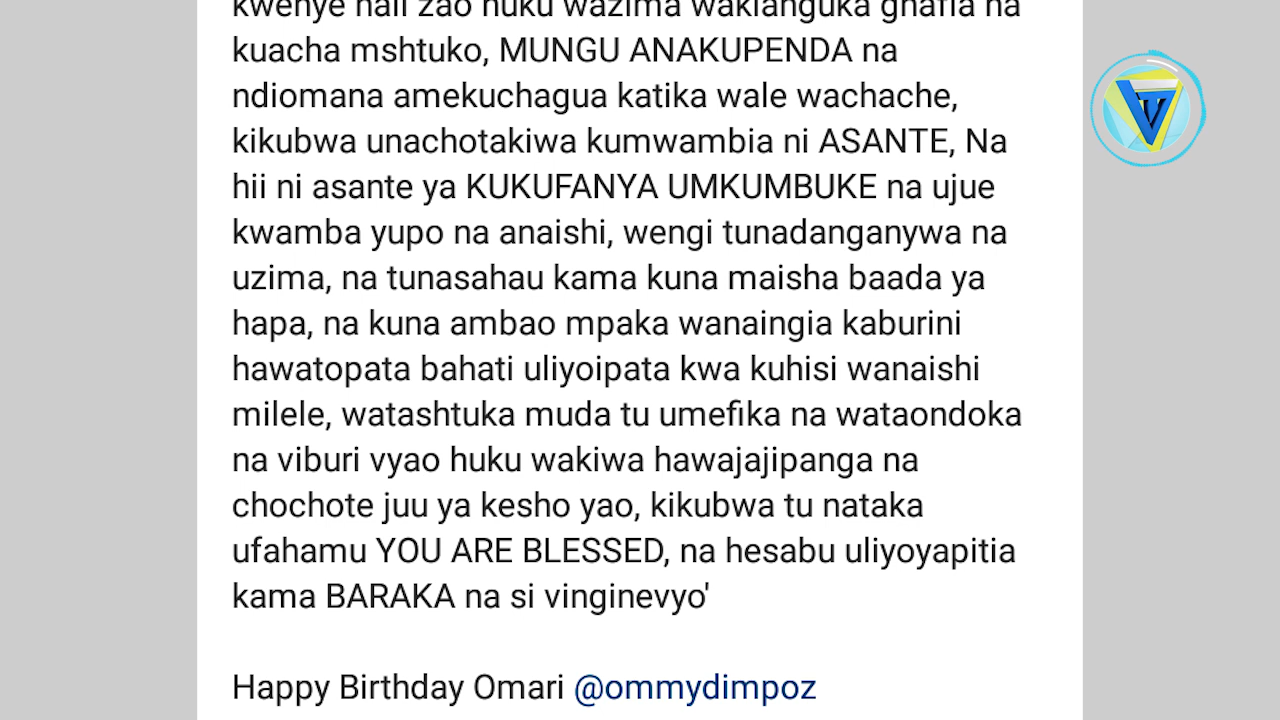 kwenye hali zao huku wazima wakianguka ghafla na
kuacha mshtuko, MUNGU ANAKUPENDA na
ndiomana amekuchagua katika wale wachache,
kikubwa unachotakiwa kumwambia ni ASANTE, Na
hii ni asante ya KUKUFANYA UMKUMBUKE na ujue
kwamba yupo na anaishi, wengi tunadanganywa na
uzima, na tunasahau kama kuna maisha baada ya
hapa, na kuna ambao mpaka wanaingia kaburini
hawatopata bahati uliyoipata kwa kuhisi wanaishi
milele, watashtuka muda tu umefika na wataondoka
na viburi vyao huku wakiwa hawajajipanga na
chochote juu ya kesho yao, kikubwa tu nataka
ufahamu YOU ARE BLESSED, na hesabu uliyoyapitia
kama BARAKA na si vinginevyo'
Happy Birthday Omari @ommydimpoz